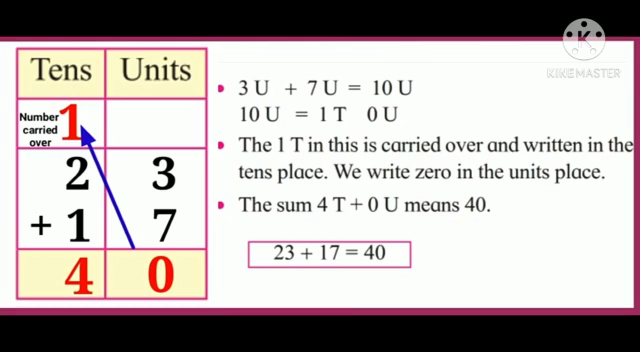 KINEMASTER
Tens Units
Number
carried
over
1
2 3
+ 1 7
4 0
3 U + 7 U = 10 U
10 U = 1 T 0 U
The 1 T in this is carried over and written in the
tens place. We write zero in the units place.
The sum 4 T + 0 U means 40.
23 + 17 = 40